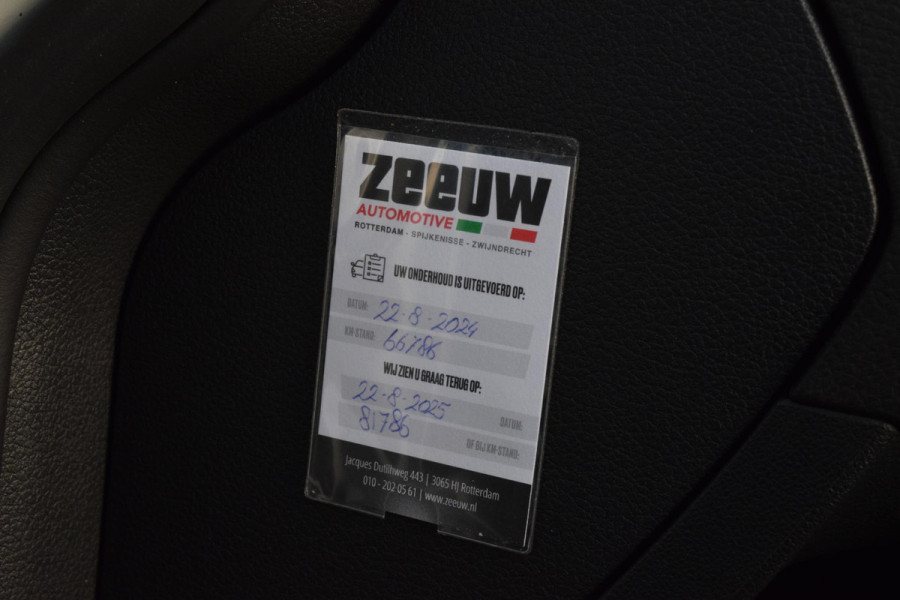 zeeuw
AUTOMOTIVE
ROTTERDAM - SPIJKENISSE - ZWIJNDRECHT
UW ONDERHOUD IS UITGEVOERD OP:
DATUM: 22-8-2024
KM-STAND: 66786
WIJ ZIEN U GRAAG TERUG OP:
22-8-2025 DATUM:
81786 OF BIJ KM-STAND:
Jacques Dutilhweg 443 | 3065 HJ Rotterdam
010 - 202 05 61 | www.zeeuw.nl